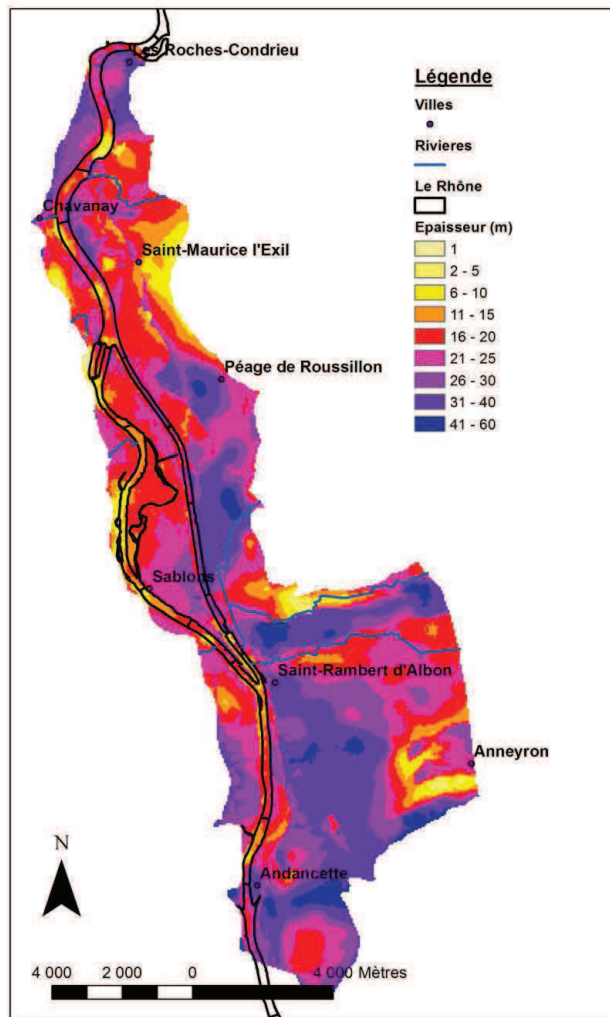 Les Roches-Condrieu
Légende
Villes
Rivieres
Le Rhône
Epaisseur (m)
1
2 - 5
6 - 10
11 - 15
16 - 20
21 - 25
26 - 30
31 - 40
41 - 60
Chavanay
Saint-Maurice l'Exil
Péage de Roussillon
Sablons
Saint-Rambert d'Albon
Anneyron
N
Andancette
4 000 2 000 0 4 000 Mètres